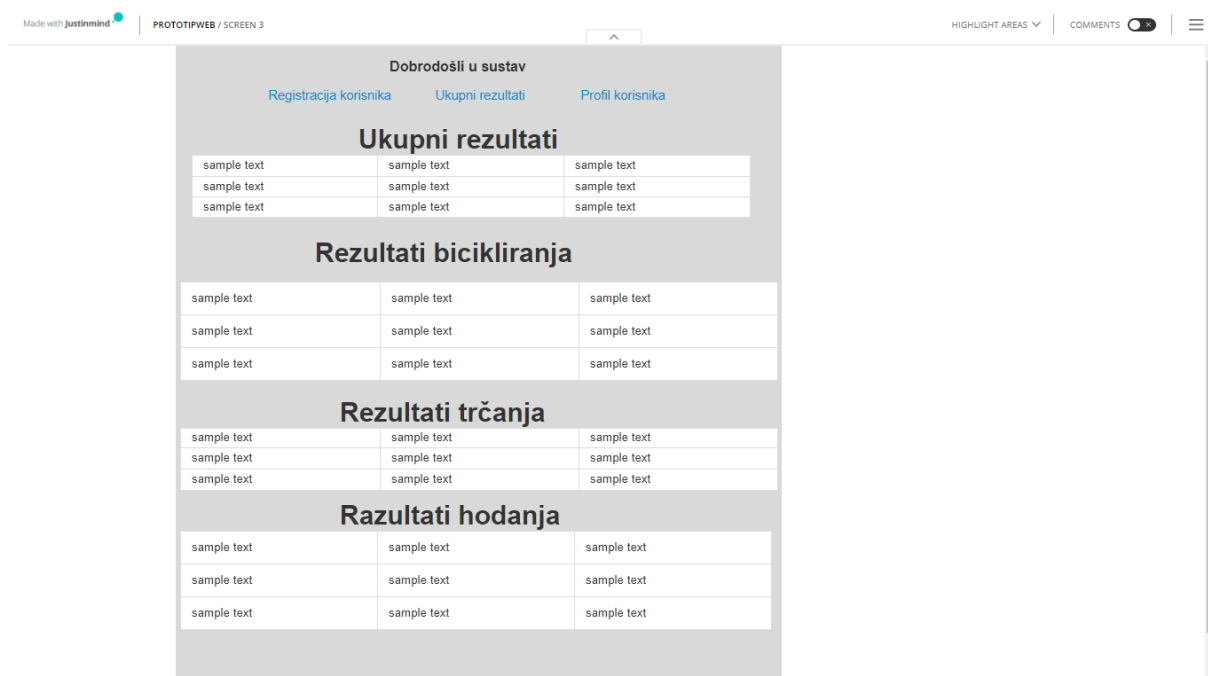 Made with justinmind
PROTOTIPWEB / SCREEN 3
HIGHLIGHT AREAS
COMMENTS
Dobrodošli u sustav
Registracija korisnika Ukupni rezultati Profil korisnika
Ukupni rezultati
sample text sample text sample text
sample text sample text sample text
sample text sample text sample text
Rezultati bicikliranja
sample text sample text sample text
sample text sample text sample text
sample text sample text sample text
Rezultati trčanja
sample text sample text sample text
sample text sample text sample text
sample text sample text sample text
Razultati hodanja
sample text sample text sample text
sample text sample text sample text
sample text sample text sample text